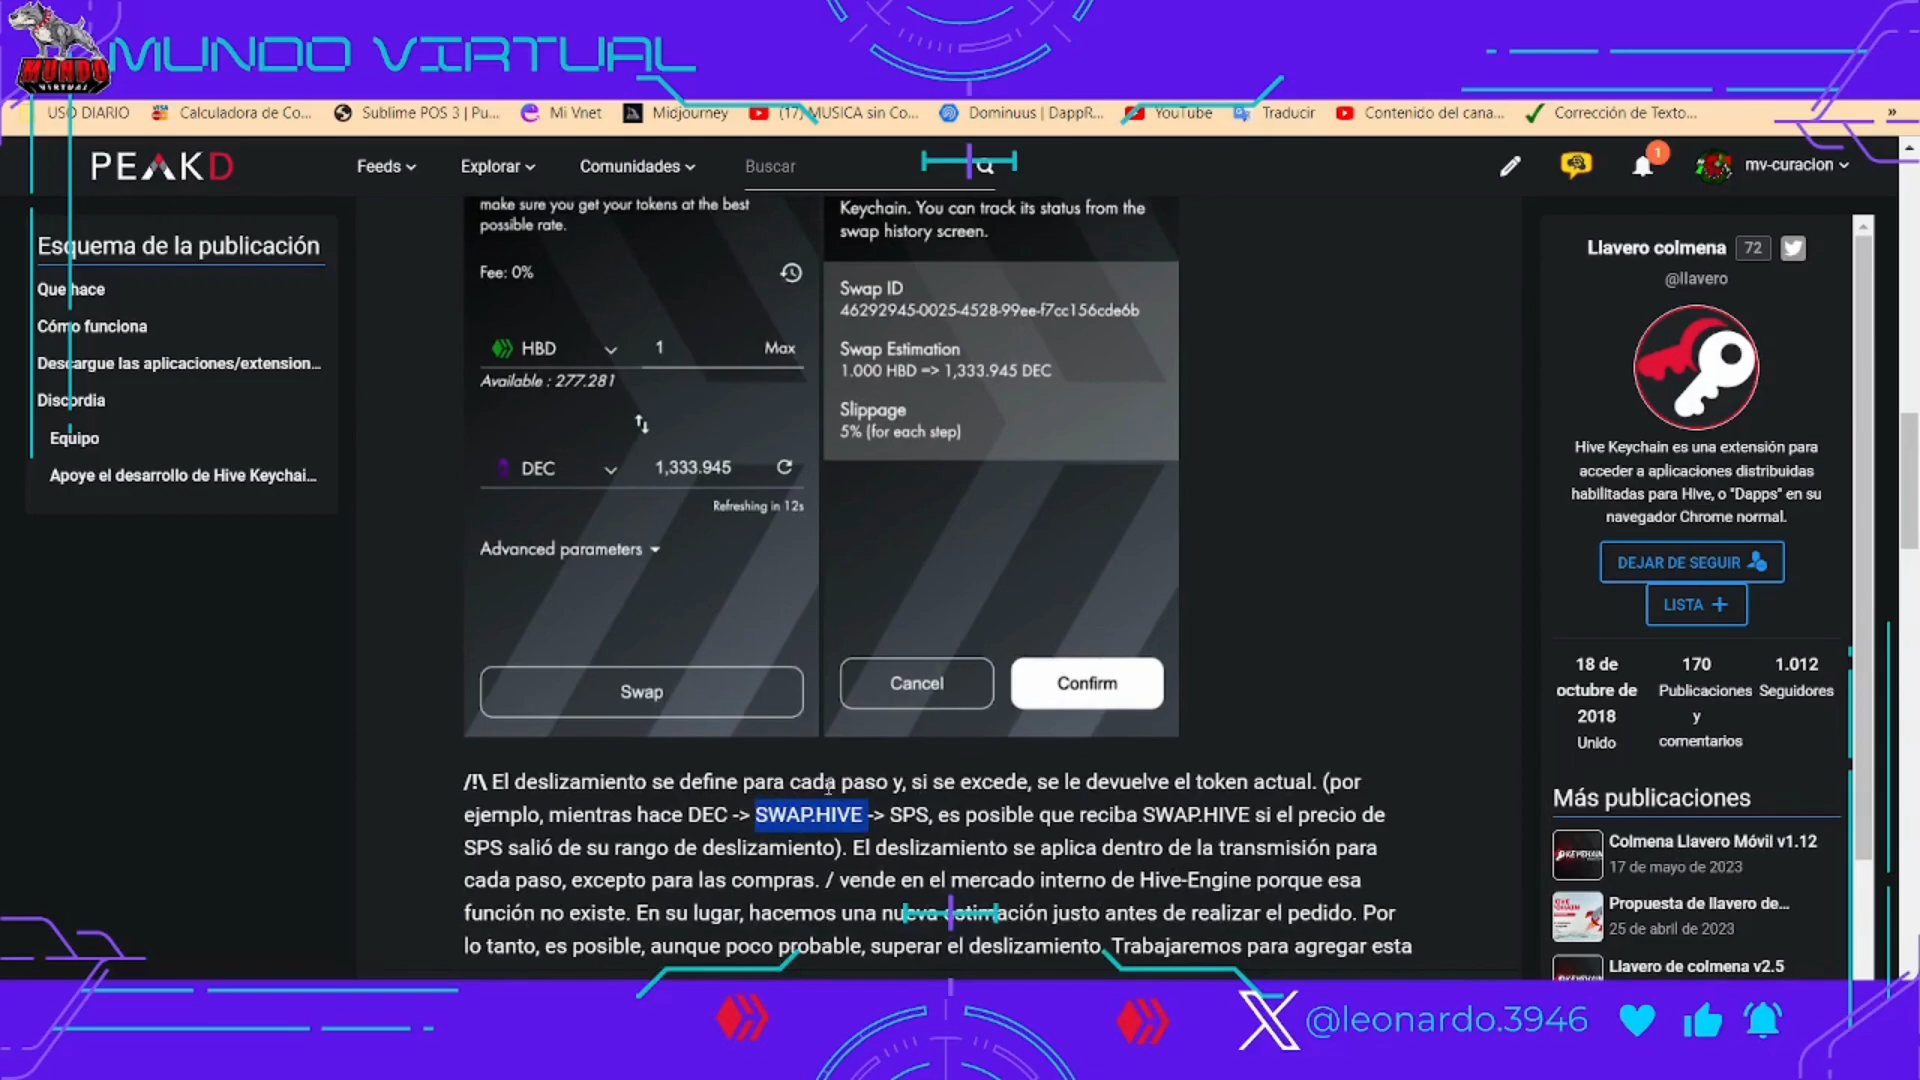 MUNDO VIRTUAL
MUNDO
VIRTUAL
USO DIARIO
Calculadora de Co...
Sublime POS 3 | Pu...
Mi Vnet
Midjourney
(17) MUSICA sin Co...
Dominuus | DappR...
YouTube
Traducir
Contenido del cana...
Corrección de Texto...
»
PEAKD
Feeds
Explorar
Comunidades
Buscar
1
mv-curacion
Esquema de la publicación
Que hace
Cómo funciona
Descargue las aplicaciones/extension...
Discordia
Equipo
Apoye el desarrollo de Hive Keychai...
make sure you get your tokens at the best
possible rate.
Fee: 0%
HBD
1
Max
Available : 277.281
DEC
1,333.945
Refreshing in 12s
Advanced parameters
Swap
Keychain. You can track its status from the
swap history screen.
Swap ID
46292945-0025-4528-99ee-f7cc156cde6b
Swap Estimation
1.000 HBD => 1,333.945 DEC
Slippage
5% (for each step)
Cancel
Confirm
/!\ El deslizamiento se define para cada paso y, si se excede, se le devuelve el token actual. (por
ejemplo, mientras hace DEC -> SWAP.HIVE -> SPS, es posible que reciba SWAP.HIVE si el precio de
SPS salió de su rango de deslizamiento). El deslizamiento se aplica dentro de la transmisión para
cada paso, excepto para las compras. / vende en el mercado interno de Hive-Engine porque esa
función no existe. En su lugar, hacemos una nueva estimación justo antes de realizar el pedido. Por
lo tanto, es posible, aunque poco probable, superar el deslizamiento. Trabajaremos para agregar esta
Llavero colmena
72
@llavero
Hive Keychain es una extensión para
acceder a aplicaciones distribuidas
habilitadas para Hive, o "Dapps" en su
navegador Chrome normal.
DEJAR DE SEGUIR
LISTA +
18 de
octubre de
2018
Unido
170
Publicaciones
y
comentarios
1.012
Seguidores
Más publicaciones
Colmena Llavero Móvil v1.12
17 de mayo de 2023
Propuesta de llavero de...
25 de abril de 2023
Llavero de colmena v2.5
X @leonardo.3946